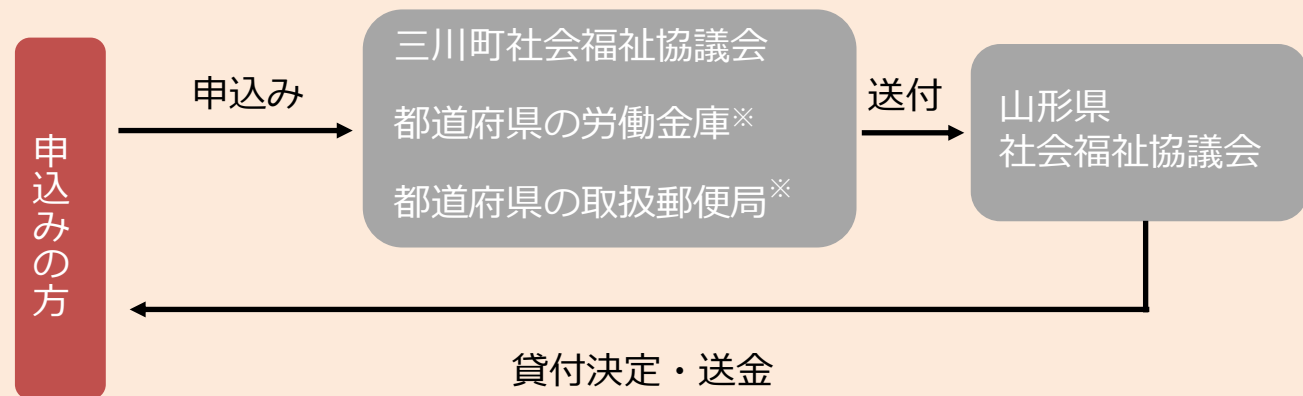 申込みの方
申込み
三川町社会福祉協議会
都道府県の労働金庫※
都道府県の取扱郵便局※
送付
山形県
社会福祉協議会
貸付決定・送金